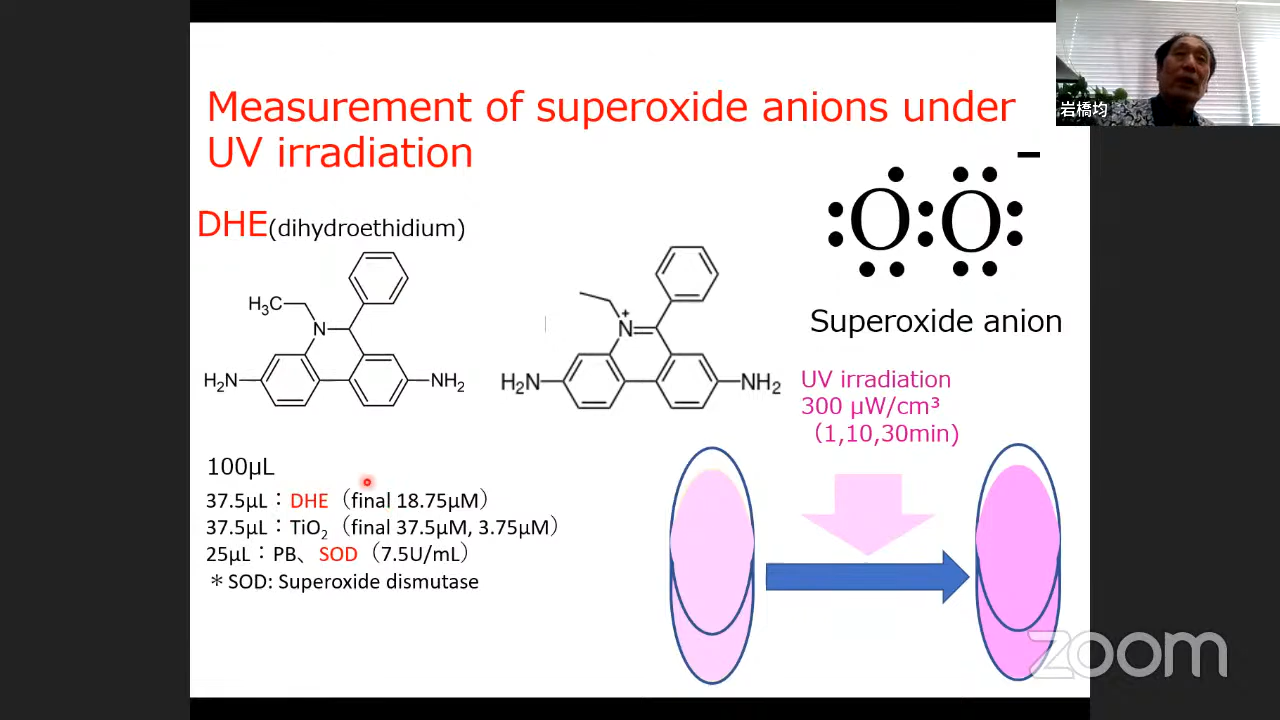 Measurement of superoxide anions under
UV irradiation
岩橋均
DHE(dihydroethidium)
H₃C
N
H₂N
NH₂
N⁺
H₂N
NH₂
O O
−
Superoxide anion
UV irradiation
300 μW/cm³
（1,10,30min)
100μL
37.5μL：DHE（final 18.75μM）
37.5μL：TiO₂（final 37.5μM, 3.75μM）
25μL：PB、SOD（7.5U/mL）
＊SOD: Superoxide dismutase
zoom